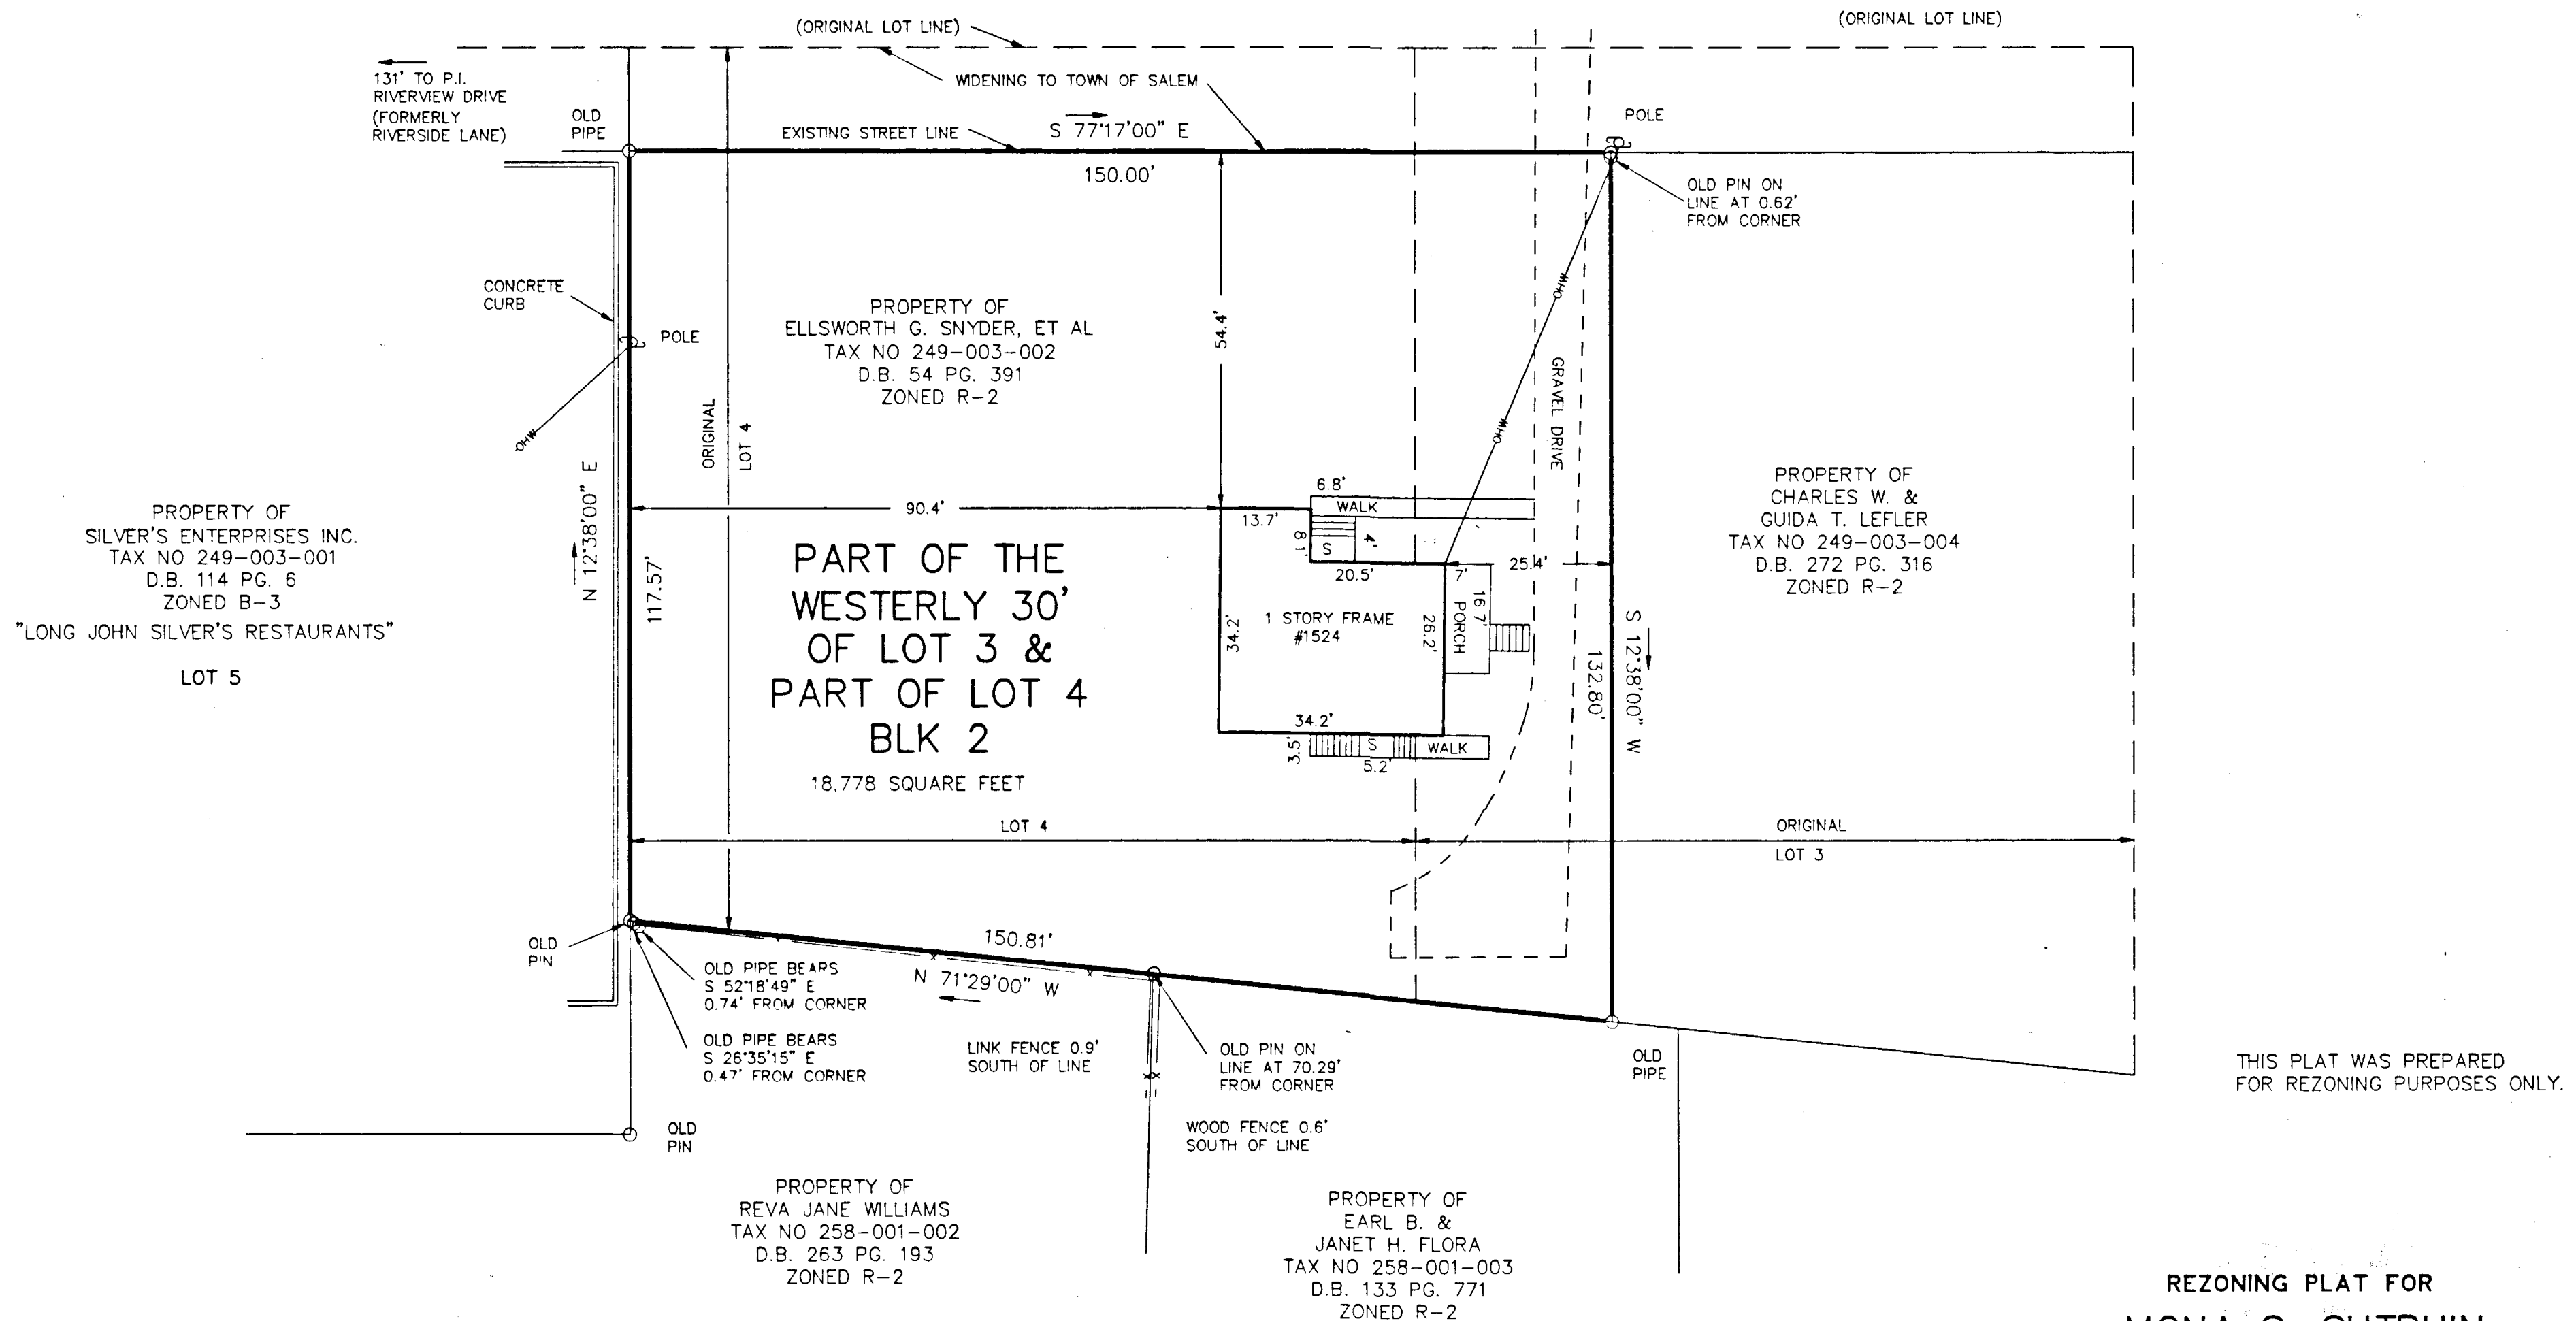 (ORIGINAL LOT LINE)
(ORIGINAL LOT LINE)
131' TO P.I.
RIVERVIEW DRIVE
(FORMERLY
RIVERSIDE LANE)
WIDENING TO TOWN OF SALEM
OLD
PIPE
EXISTING STREET LINE
S 77°17'00" E
150.00'
POLE
OLD PIN ON
LINE AT 0.62'
FROM CORNER
CONCRETE
CURB
POLE
OHW
PROPERTY OF
ELLSWORTH G. SNYDER, ET AL
TAX NO 249-003-002
D.B. 54 PG. 391
ZONED R-2
54.4'
OHW
OHW
GRAVEL DRIVE
ORIGINAL
LOT 4
N 12°38'00" E
117.57'
PROPERTY OF
SILVER'S ENTERPRISES INC.
TAX NO 249-003-001
D.B. 114 PG. 6
ZONED B-3
"LONG JOHN SILVER'S RESTAURANTS"
LOT 5
90.4'
PART OF THE
WESTERLY 30'
OF LOT 3 &
PART OF LOT 4
BLK 2
18,778 SQUARE FEET
6.8'
WALK
13.7'
8.1'
S
4'
20.5'
7'
25.4'
16.7'
PORCH
1 STORY FRAME
#1524
34.2'
26.2'
34.2'
3.5'
S
WALK
5.2'
S 12°38'00" W
132.80'
PROPERTY OF
CHARLES W. &
GUIDA T. LEFLER
TAX NO 249-003-004
D.B. 272 PG. 316
ZONED R-2
LOT 4
ORIGINAL
LOT 3
OLD
PIN
150.81'
N 71°29'00" W
OLD PIPE BEARS
S 52°18'49" E
0.74' FROM CORNER
OLD PIPE BEARS
S 26°35'15" E
0.47' FROM CORNER
LINK FENCE 0.9'
SOUTH OF LINE
OLD PIN ON
LINE AT 70.29'
FROM CORNER
OLD
PIPE
THIS PLAT WAS PREPARED
FOR REZONING PURPOSES ONLY.
OLD
PIN
WOOD FENCE 0.6'
SOUTH OF LINE
PROPERTY OF
REVA JANE WILLIAMS
TAX NO 258-001-002
D.B. 263 PG. 193
ZONED R-2
PROPERTY OF
EARL B. &
JANET H. FLORA
TAX NO 258-001-003
D.B. 133 PG. 771
ZONED R-2
REZONING PLAT FOR